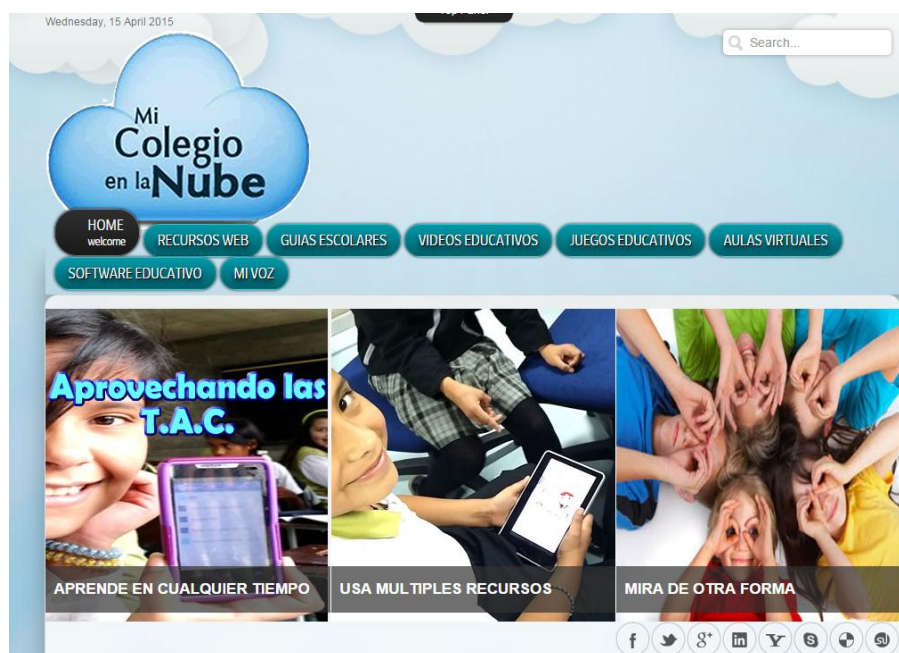 Wednesday, 15 April 2015
Search...
Mi
Colegio
en la Nube
HOME
welcome
RECURSOS WEB
GUIAS ESCOLARES
VIDEOS EDUCATIVOS
JUEGOS EDUCATIVOS
AULAS VIRTUALES
SOFTWARE EDUCATIVO
MI VOZ
Aprovechando las
T.A.C.
APRENDE EN CUALQUIER TIEMPO
USA MULTIPLES RECURSOS
MIRA DE OTRA FORMA